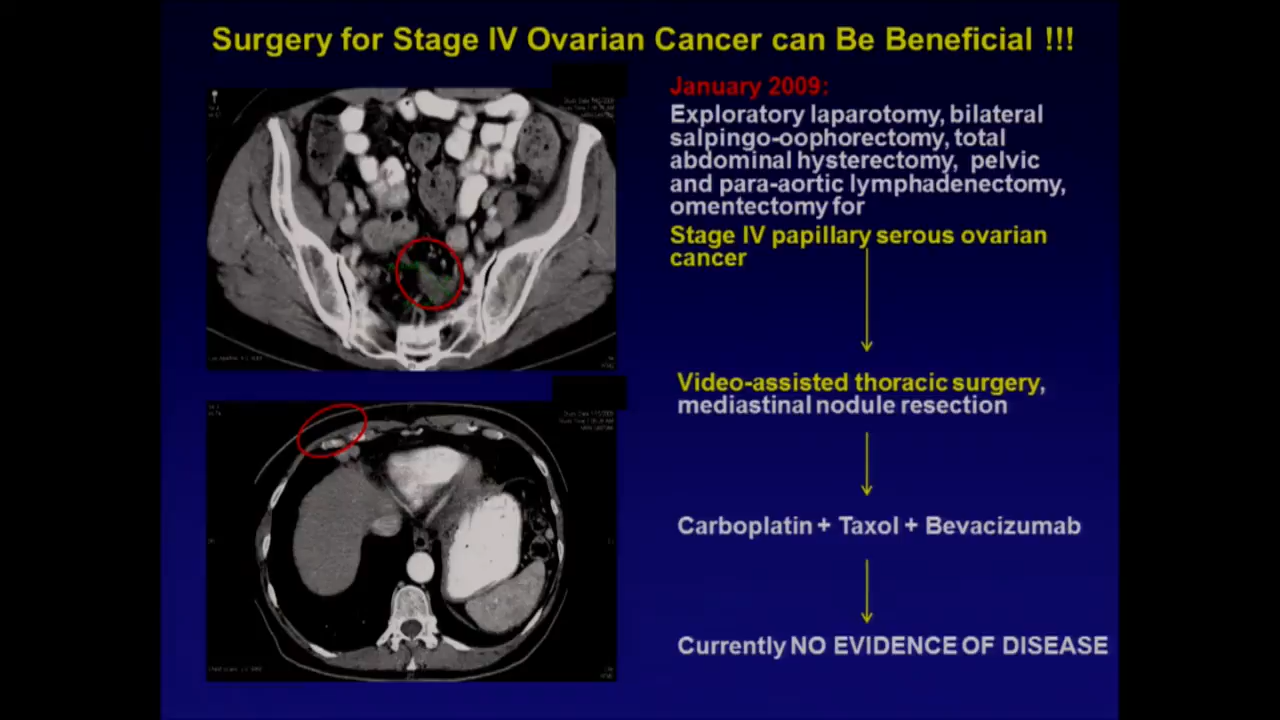 Surgery for Stage IV Ovarian Cancer can Be Beneficial !!!
January 2009:
Exploratory laparotomy, bilateral
salpingo-oophorectomy, total
abdominal hysterectomy, pelvic
and para-aortic lymphadenectomy,
omentectomy for
Stage IV papillary serous ovarian
cancer
Video-assisted thoracic surgery,
mediastinal nodule resection
Carboplatin + Taxol + Bevacizumab
Currently NO EVIDENCE OF DISEASE